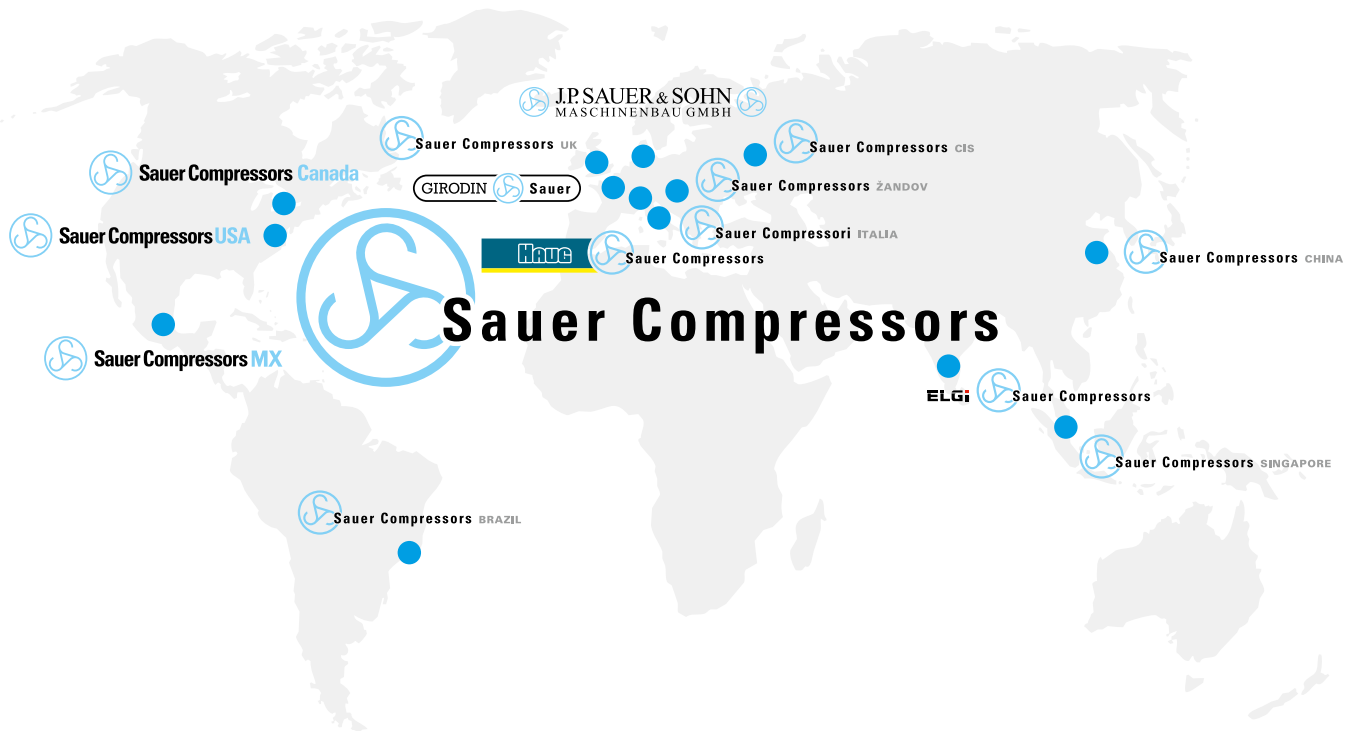 J.P. SAUER & SOHN
MASCHINENBAU GMBH
Sauer Compressors UK
Sauer Compressors CIS
Sauer Compressors Canada
GIRODIN Sauer
Sauer Compressors ŽANDOV
Sauer Compressors USA
Sauer Compressori ITALIA
HAUG Sauer Compressors
Sauer Compressors CHINA
Sauer Compressors
Sauer Compressors MX
ELGi Sauer Compressors
Sauer Compressors SINGAPORE
Sauer Compressors BRAZIL